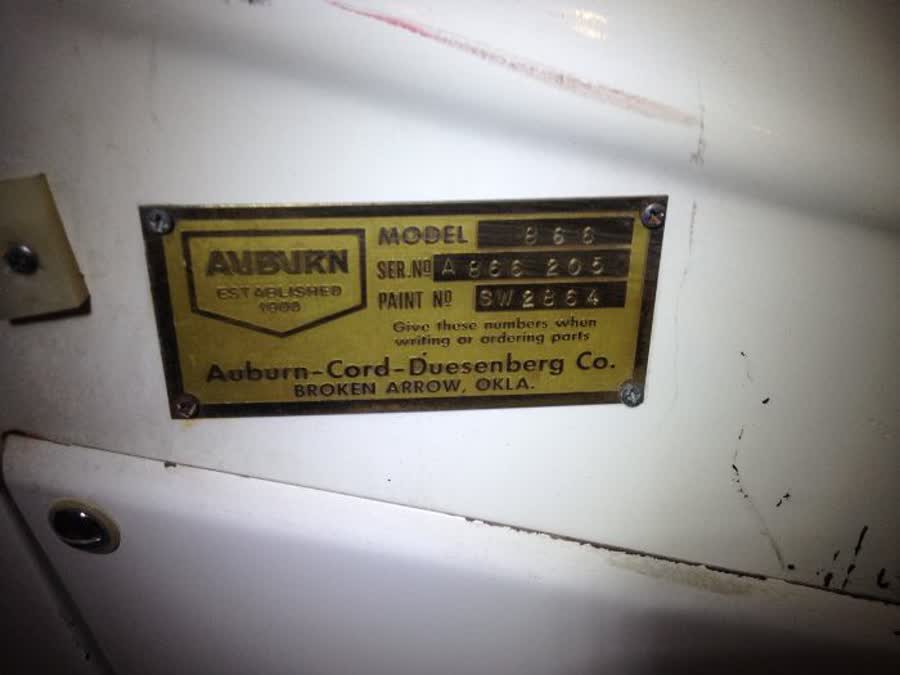 AUBURN
ESTABLISHED
1903
MODEL 866
SER.No A 866 205
PAINT No SW2864
Give these numbers when
writing or ordering parts
Auburn-Cord-Duesenberg Co.
BROKEN ARROW, OKLA.